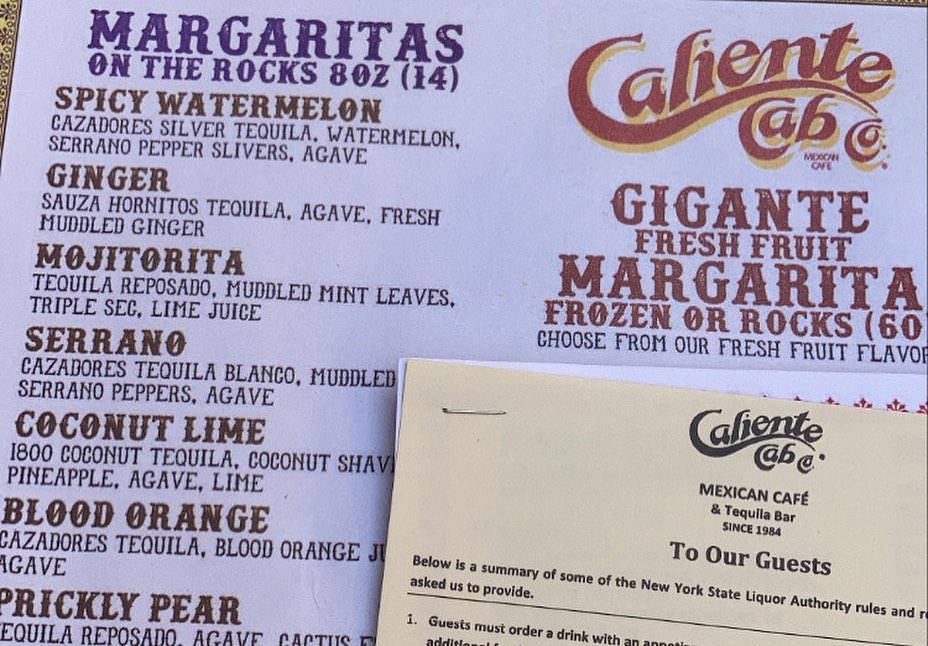 MARGARITAS
ON THE ROCKS 8OZ (14)
SPICY WATERMELON
CAZADORES SILVER TEQUILA, WATERMELON,
SERRANO PEPPER SLIVERS, AGAVE
GINGER
SAUZA HORNITOS TEQUILA, AGAVE, FRESH
MUDDLED GINGER
MOJITORITA
TEQUILA REPOSADO, MUDDLED MINT LEAVES,
TRIPLE SEC, LIME JUICE
SERRANO
CAZADORES TEQUILA BLANCO, MUDDLED
SERRANO PEPPERS, AGAVE
COCONUT LIME
1800 COCONUT TEQUILA, COCONUT
PINEAPPLE, AGAVE, LIME
BLOOD ORANGE
CAZADORES TEQUILA, BLOOD ORANGE
AGAVE
PRICKLY PEAR
TEQUILA REPOSADO, AGAVE, CACTUS
Caliente
Cab Co.
MEXICAN
CAFE
GIGANTE
FRESH FRUIT
MARGARITA
FROZEN OR ROCKS (60
CHOOSE FROM OUR FRESH FRUIT
Caliente
Cab Co.
MEXICAN CAFÉ
& Tequila Bar
SINCE 1984
To Our Guests
Below is a summary of some of the New York State Liquor Authority rules and
asked us to provide.
1. Guests must order a drink with an
additional